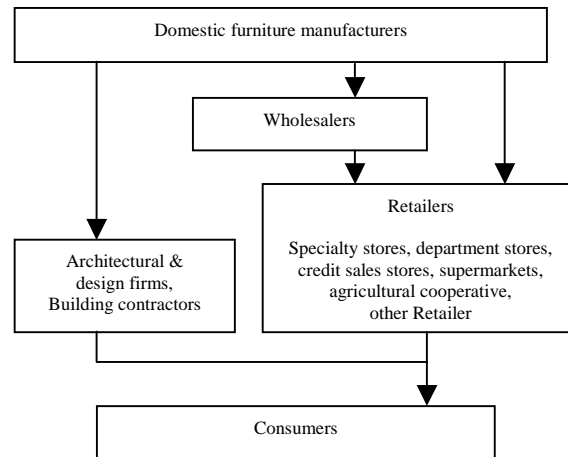 Domestic furniture manufacturers
Wholesalers
Retailers
Specialty stores, department stores,
credit sales stores, supermarkets,
agricultural cooperative,
other Retailer
Architectural &
design firms,
Building contractors
Consumers